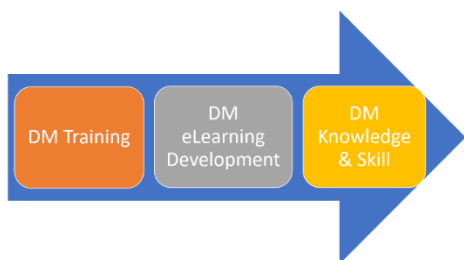 DM Training
DM
eLearning
Development
DM
Knowledge
& Skill